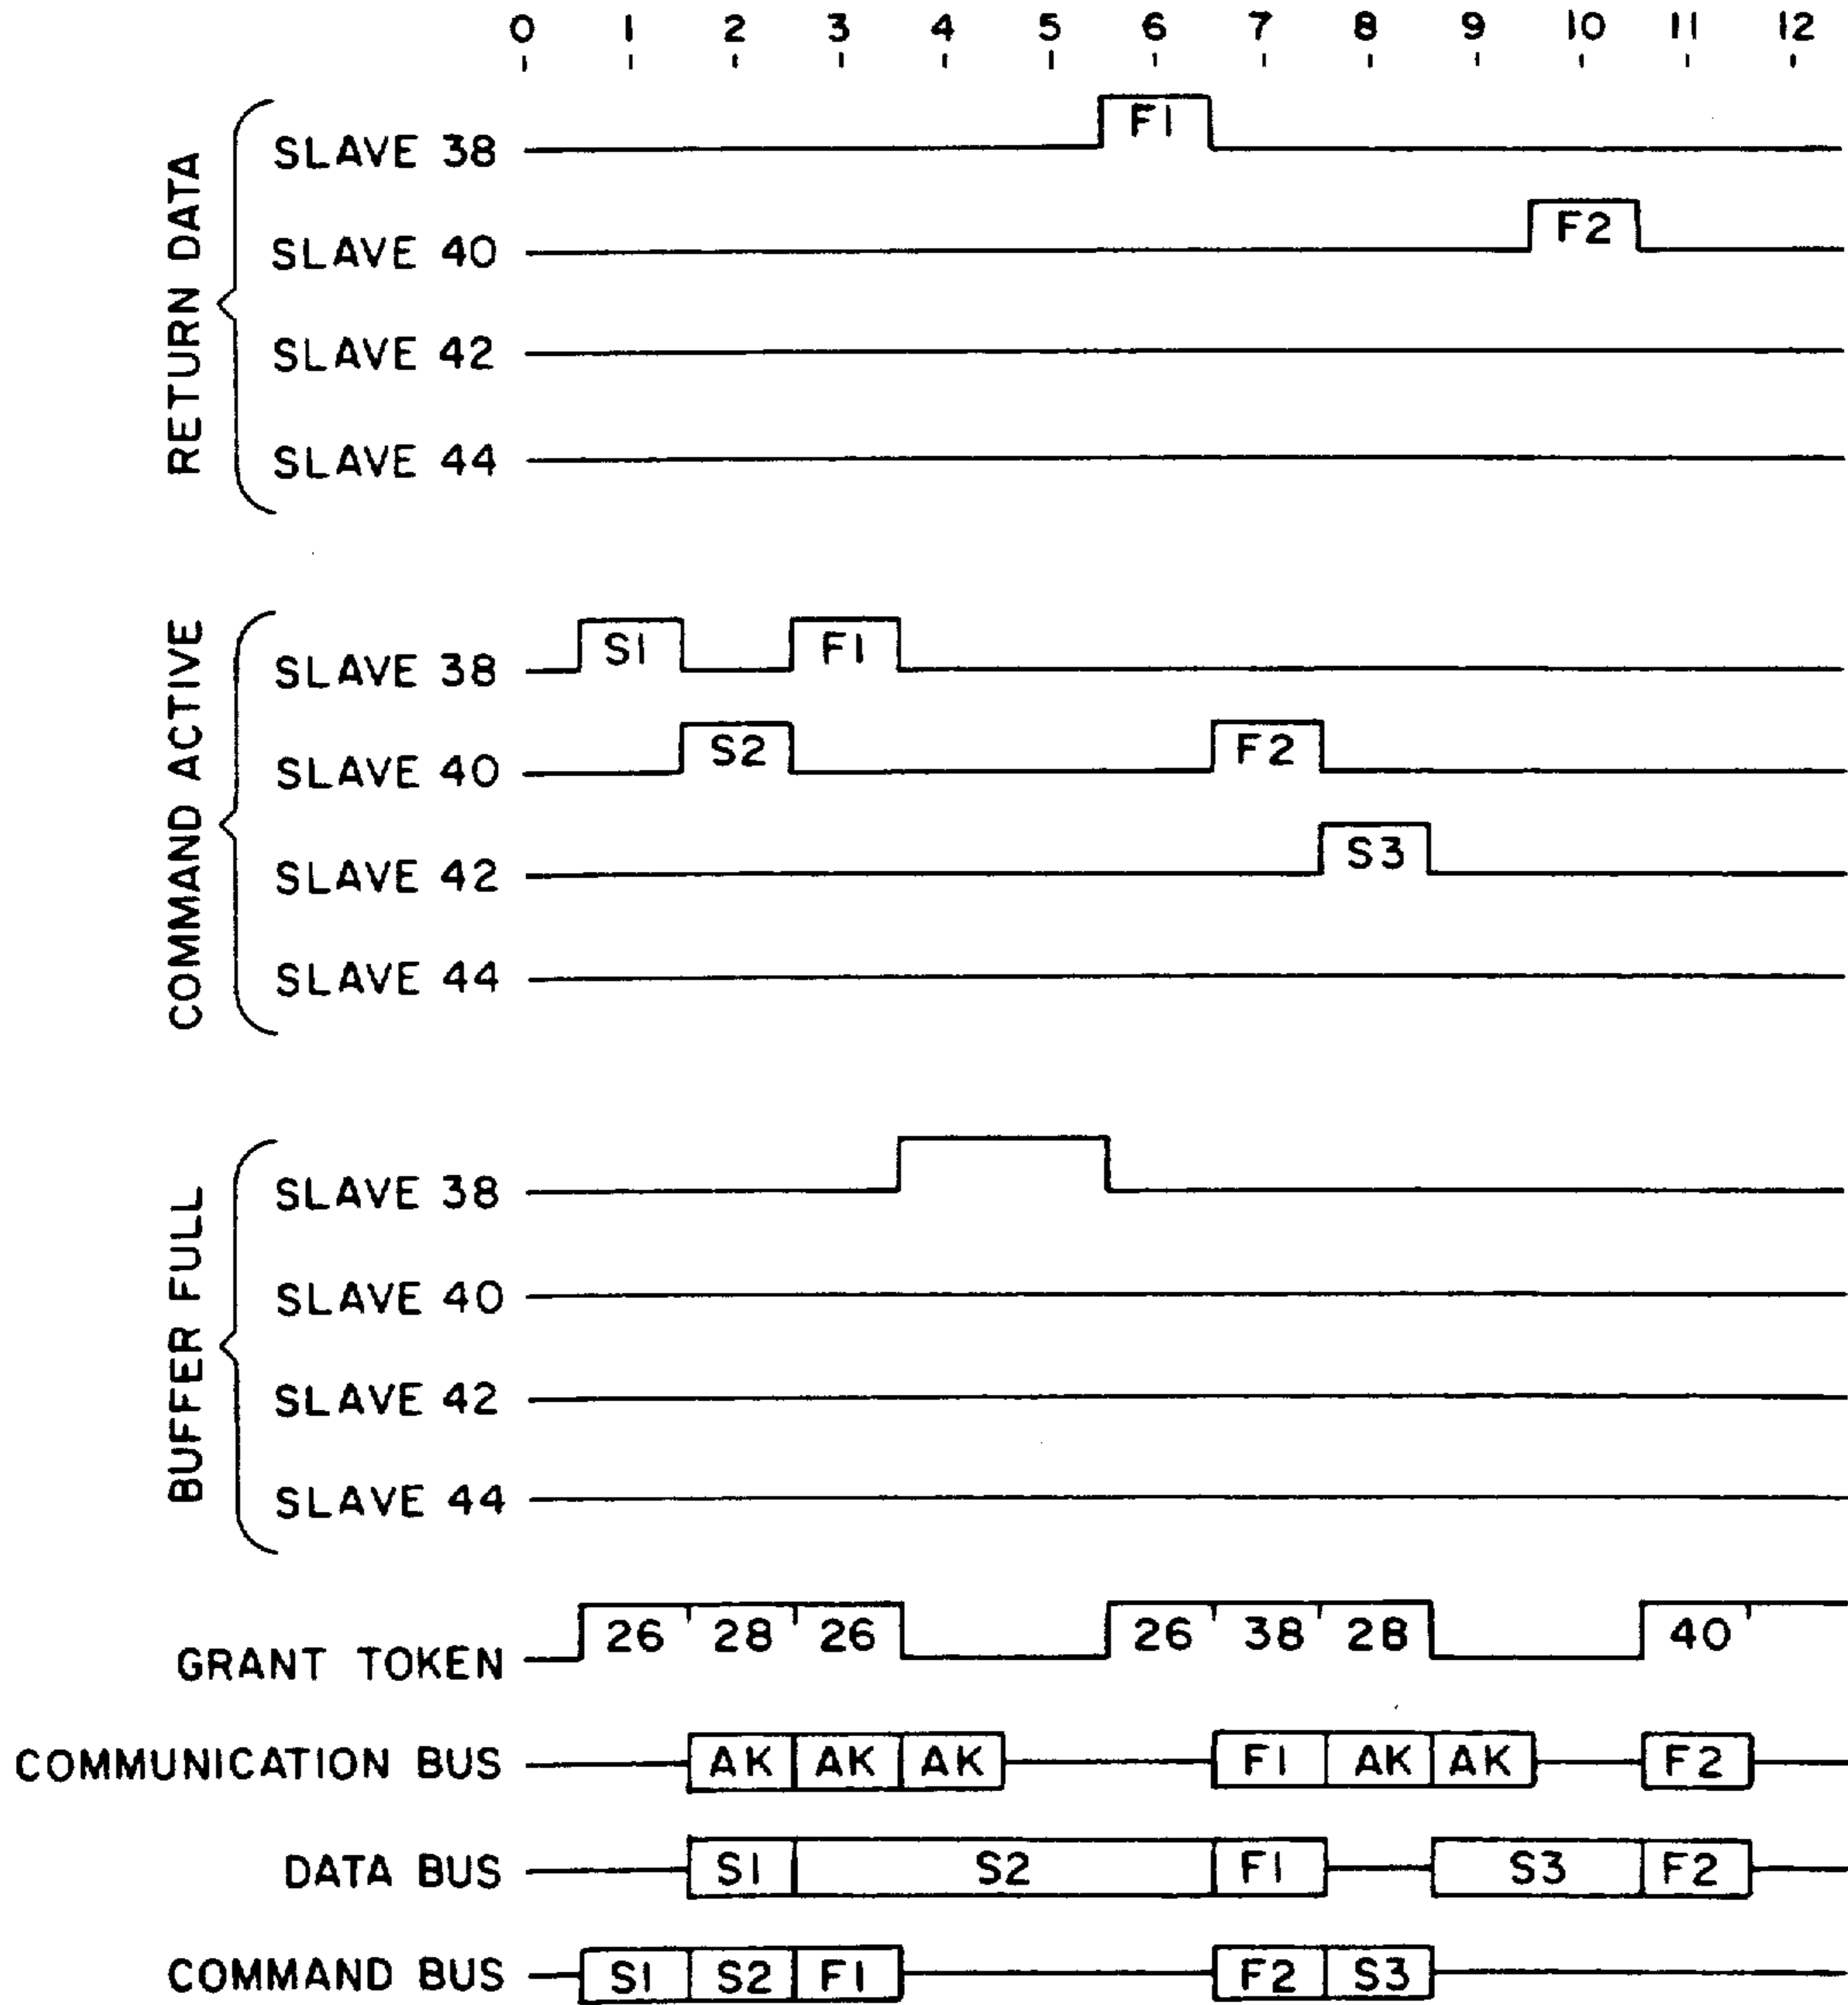 0 1 2 3 4 5 6 7 8 9 10 11 12
RETURN DATA
SLAVE 38 F1
SLAVE 40 F2
SLAVE 42
SLAVE 44
COMMAND ACTIVE
SLAVE 38 S1 F1
SLAVE 40 S2 F2
SLAVE 42 S3
SLAVE 44
BUFFER FULL
SLAVE 38
SLAVE 40
SLAVE 42
SLAVE 44
GRANT TOKEN 26 28 26 26 38 28 40
COMMUNICATION BUS AK AK AK F1 AK AK F2
DATA BUS S1 S2 F1 S3 F2
COMMAND BUS S1 S2 F1 F2 S3